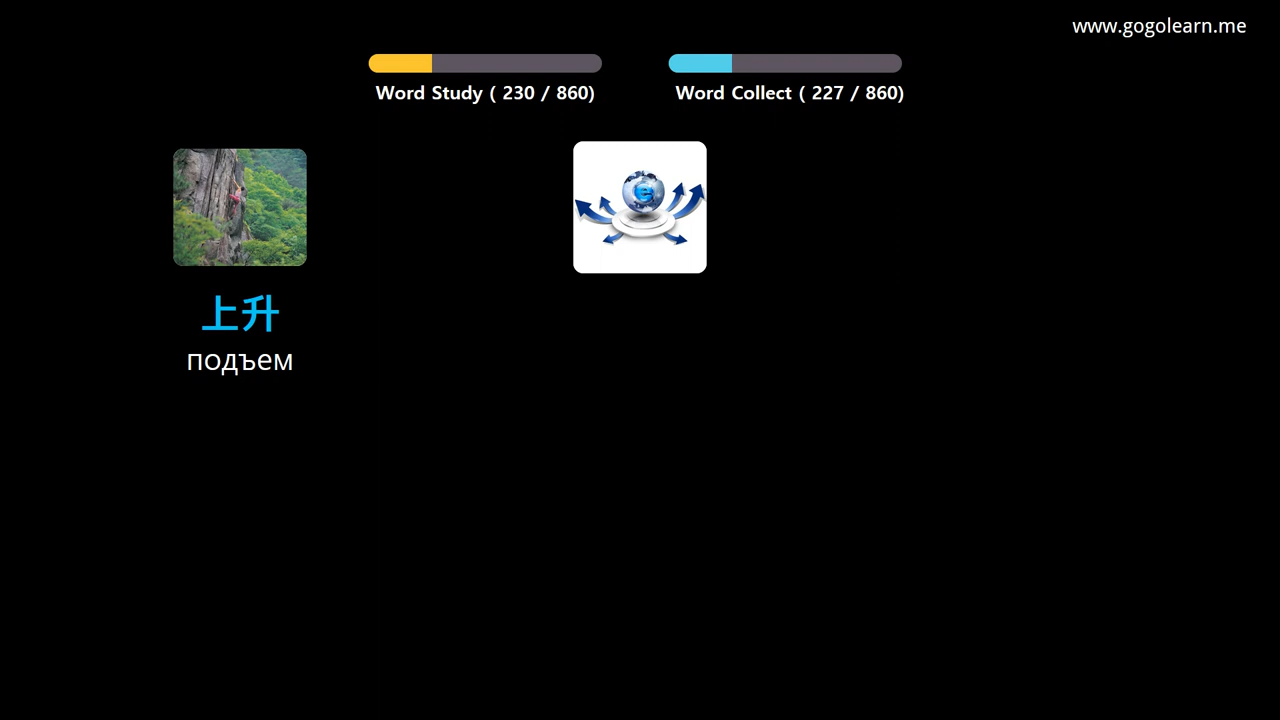 www.gogolearn.me
Word Study ( 230 / 860)
Word Collect ( 227 / 860)
e
上升
подъем